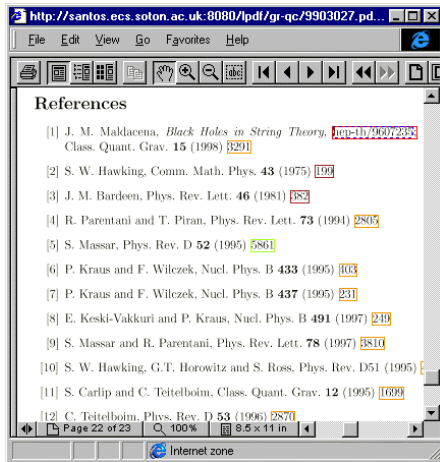 http://santos.ecs.soton.ac.uk:8080/lpdf/gr-qc/9903027.pd...
File Edit View Go Favorites Help
References
[1] J. M. Maldacena, Black Holes in String Theory, hep-th/9607235;
Class. Quant. Grav. 15 (1998) 3291
[2] S. W. Hawking, Comm. Math. Phys. 43 (1975) 199
[3] J. M. Bardeen, Phys. Rev. Lett. 46 (1981) 382
[4] R. Parentani and T. Piran, Phys. Rev. Lett. 73 (1994) 2805
[5] S. Massar, Phys. Rev. D 52 (1995) 5861
[6] P. Kraus and F. Wilczek, Nucl. Phys. B 433 (1995) 403
[7] P. Kraus and F. Wilczek, Nucl. Phys. B 437 (1995) 231
[8] E. Keski-Vakkuri and P. Kraus, Nucl. Phys. B 491 (1997) 249
[9] S. Massar and R. Parentani, Phys. Rev. Lett. 78 (1997) 3810
[10] S. W. Hawking, G.T. Horowitz and S. Ross, Phys. Rev. D51 (1995)
[11] S. Carlip and C. Teitelboim, Class. Quant. Grav. 12 (1995) 1699
[12] C. Teitelboim, Phys. Rev. D 53 (1996) 2870
Page 22 of 23 100% 8.5 x 11 in
Internet zone